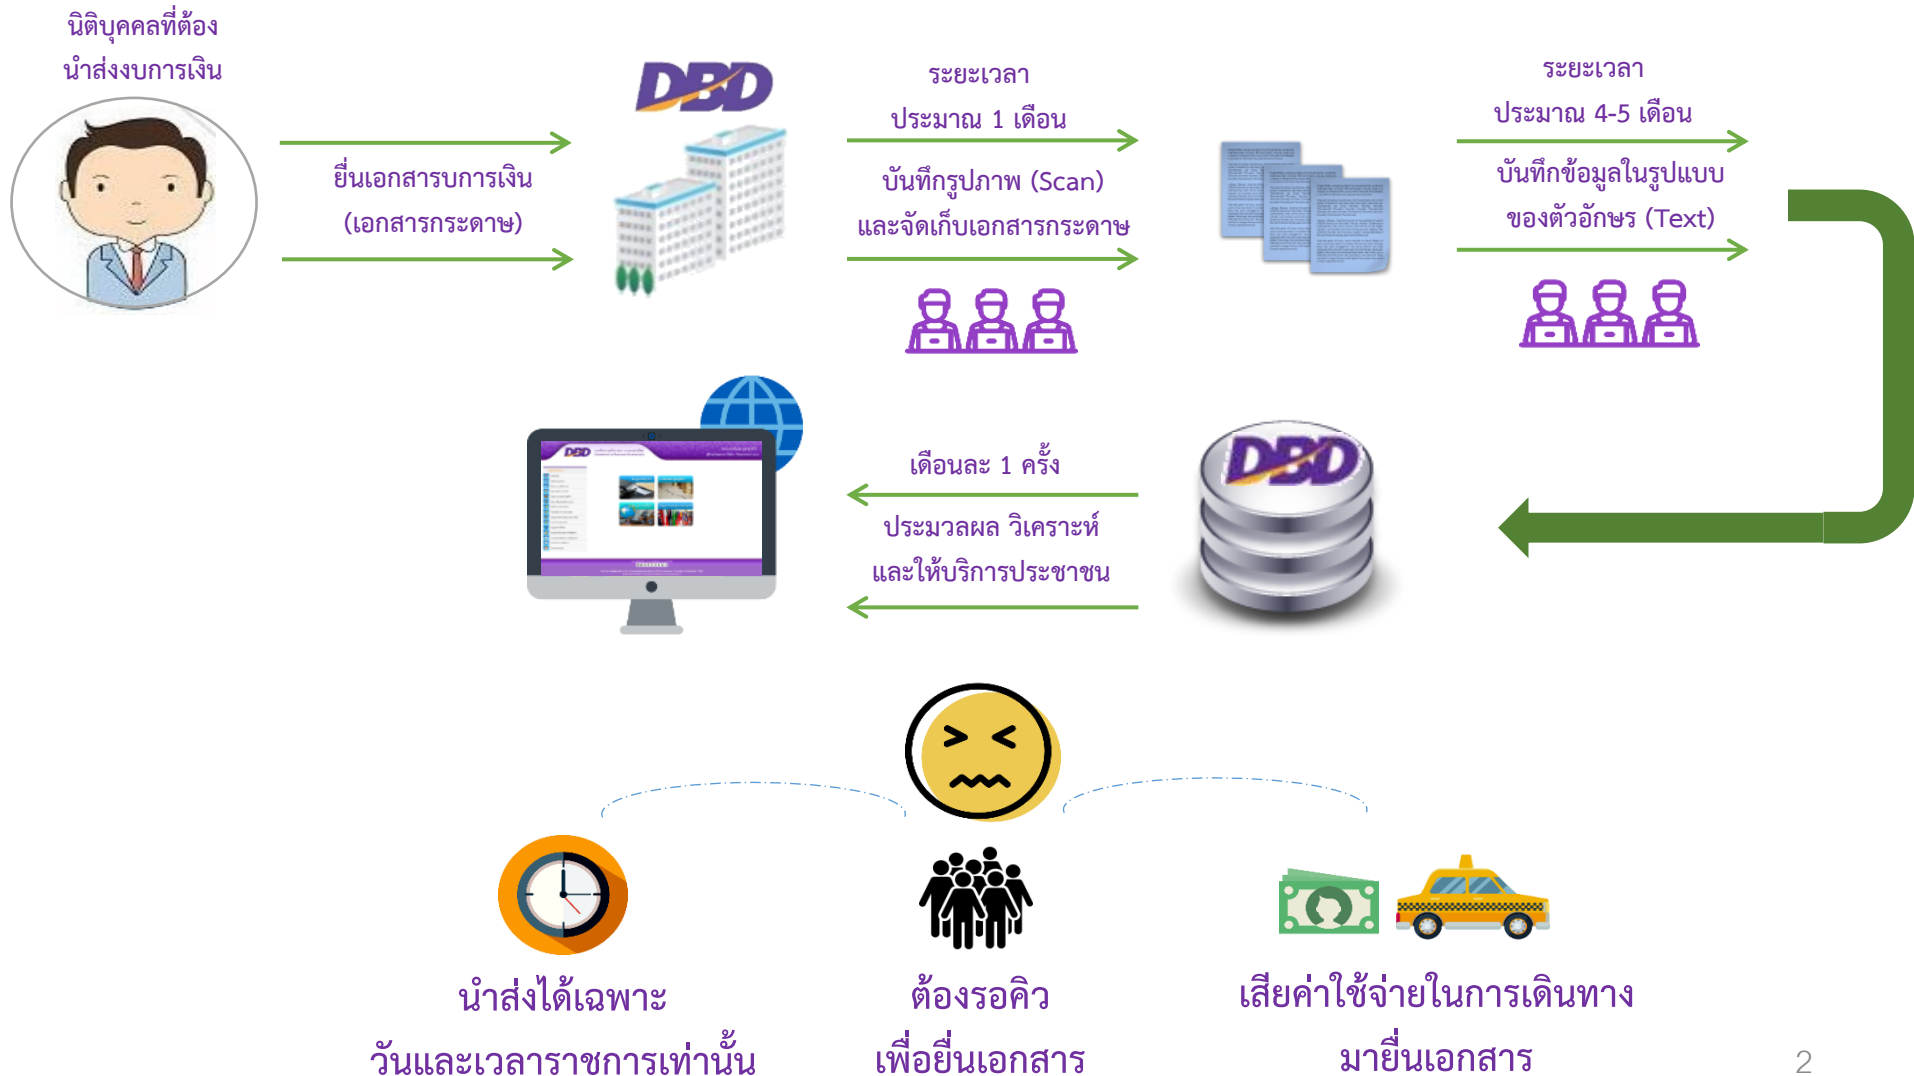 นิติบุคคลที่ต้อง
นำส่งงบการเงิน
ยื่นเอกสารบการเงิน
(เอกสารกระดาษ)
DBD
ระยะเวลา
ประมาณ 1 เดือน
บันทึกรูปภาพ (Scan)
และจัดเก็บเอกสารกระดาษ
ระยะเวลา
ประมาณ 4-5 เดือน
บันทึกข้อมูลในรูปแบบ
ของตัวอักษร (Text)
DBD
เดือนละ 1 ครั้ง
ประมวลผล วิเคราะห์
และให้บริการประชาชน
DBD
นำส่งได้เฉพาะ
วันและเวลาราชการเท่านั้น
ต้องรอคิว
เพื่อยื่นเอกสาร
เสียค่าใช้จ่ายในการเดินทาง
มายื่นเอกสาร
2